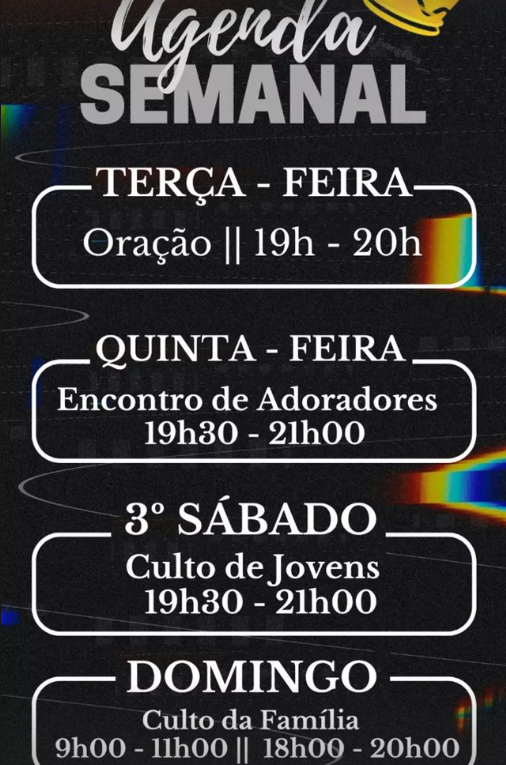 Agenda
SEMANAL
TERÇA - FEIRA
Oração || 19h - 20h
QUINTA - FEIRA
Encontro de Adoradores
19h30 - 21h00
3º SÁBADO
Culto de Jovens
19h30 - 21h00
DOMINGO
Culto da Família
9h00 - 11h00 || 18h00 - 20h00